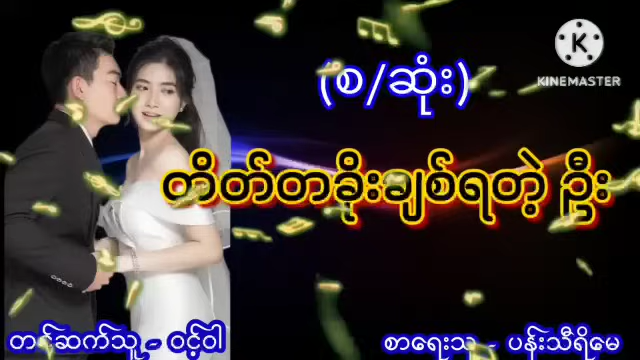 (စ/ဆုံး)
KINEMASTER
တိတ်တခိုးချစ်ရတဲ့ ဦး
တင်ဆက်သူ - ဝင့်ဝါ
စာရေးသူ - ပန်းသီရိမေ